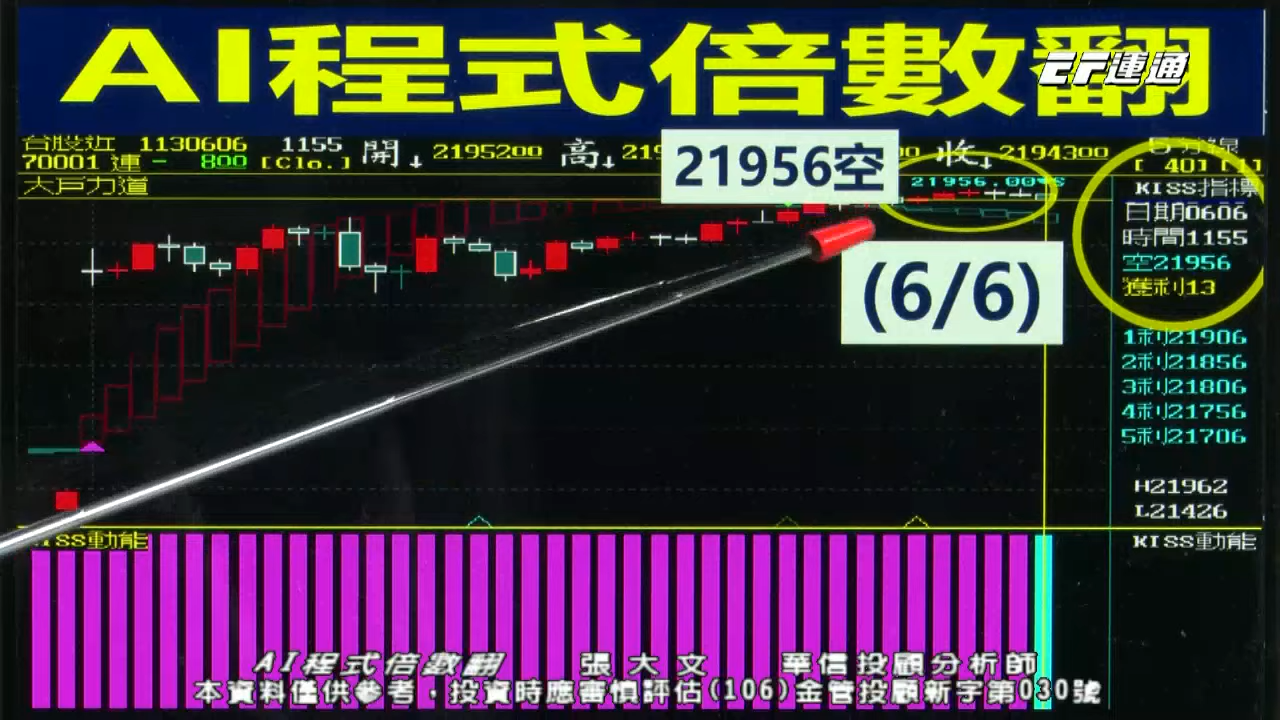 AI程式倍數翻
EF運通
台股近 1130606 1155 開↓ 2195200 高↓ 219 00 收↓ 2194300 5分線
70001 連 - 800 [Clo.] [ 40] [1]
大戶力道
21956空
21956.00
(6/6)
KISS指標
日期0606
時間1155
空21956
獲利13
1利21906
2利21856
3利21806
4利21756
5利21706
H21962
L21426
KISS動能
KISS動能
AI程式倍數翻 張大文 華信投顧分析師
本資料僅供參考,投資時應審慎評估(106)金管投顧新字第030號